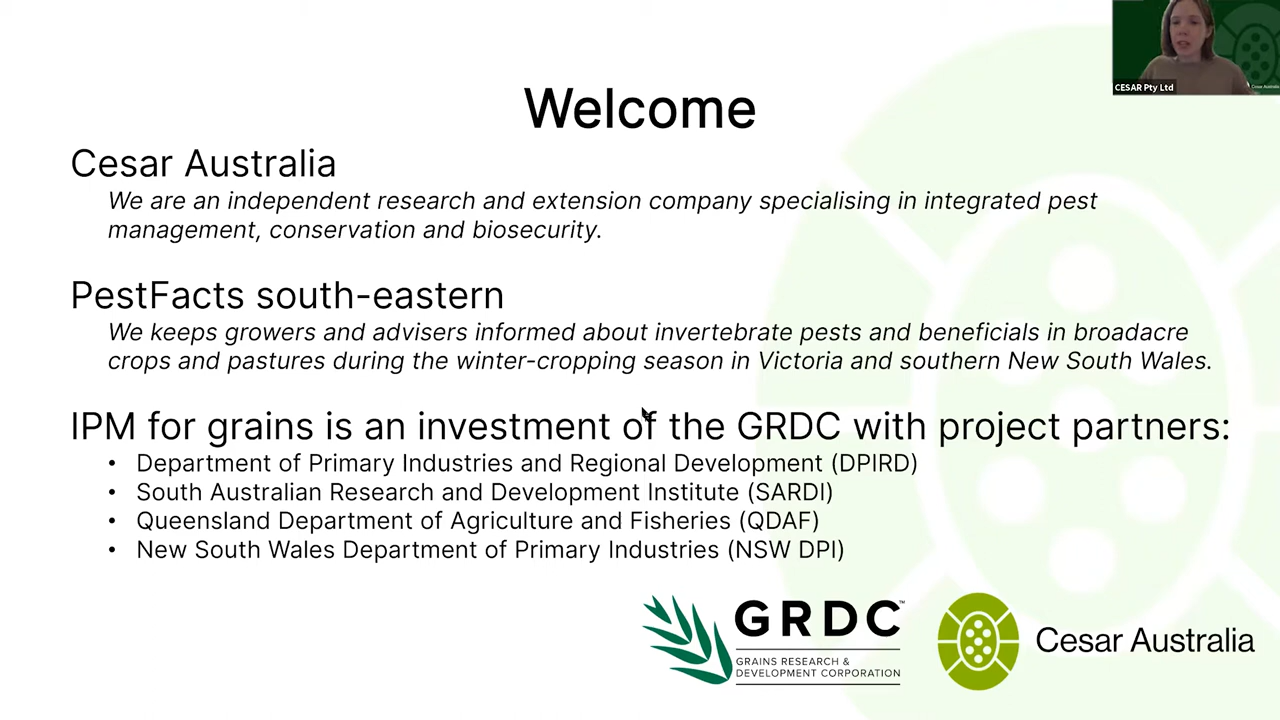 CESAR Pty Ltd
Cesar Australia
Welcome
Cesar Australia
We are an independent research and extension company specialising in integrated pest
management, conservation and biosecurity.
PestFacts south-eastern
We keeps growers and advisers informed about invertebrate pests and beneficials in broadacre
crops and pastures during the winter-cropping season in Victoria and southern New South Wales.
IPM for grains is an investment of the GRDC with project partners:
• Department of Primary Industries and Regional Development (DPIRD)
• South Australian Research and Development Institute (SARDI)
• Queensland Department of Agriculture and Fisheries (QDAF)
• New South Wales Department of Primary Industries (NSW DPI)
GRDC™
GRAINS RESEARCH &
DEVELOPMENT CORPORATION
Cesar Australia